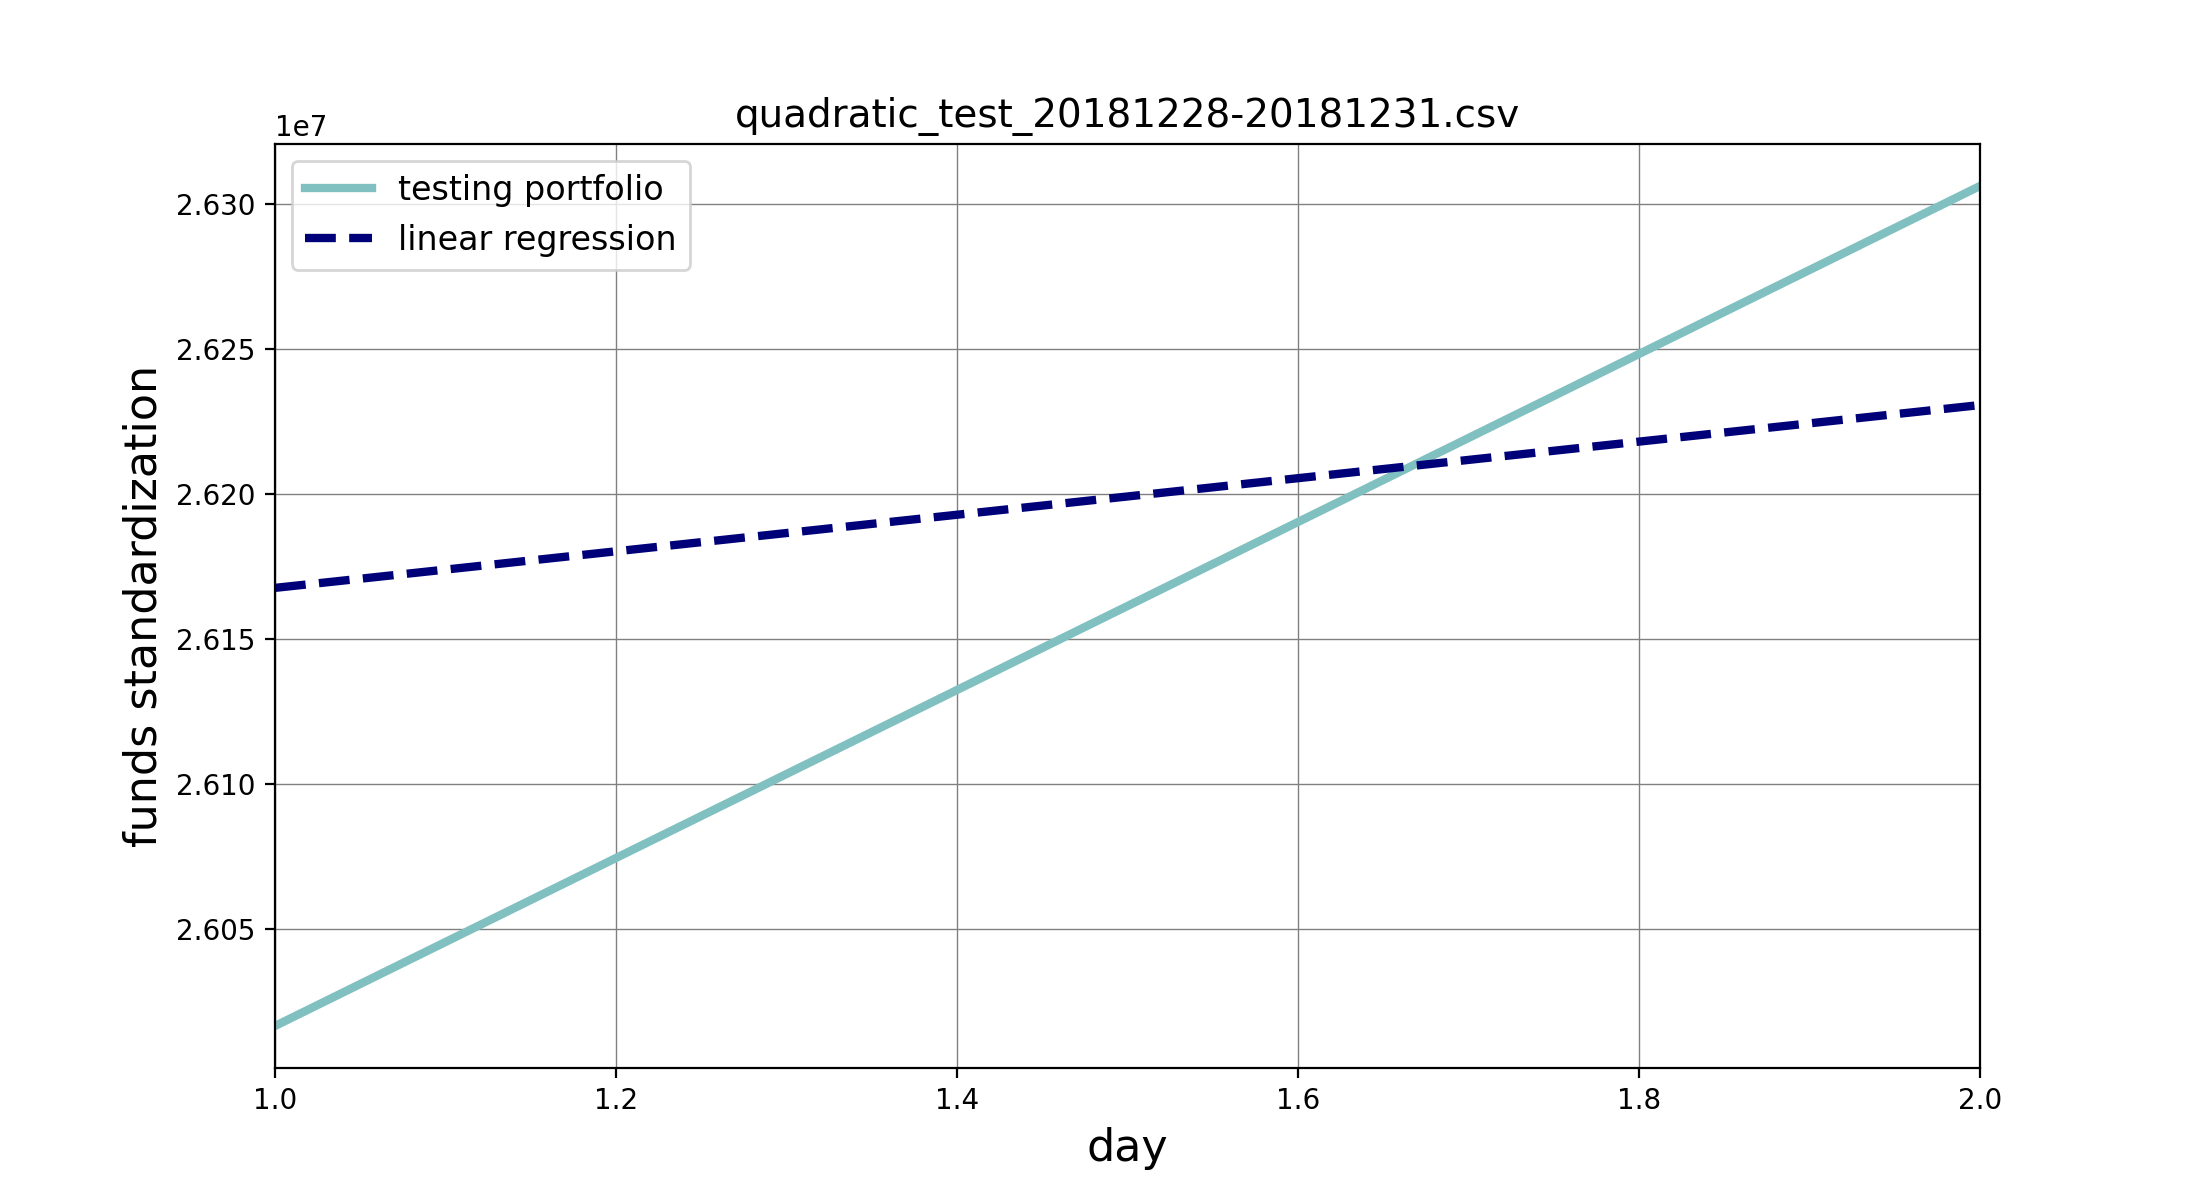 quadratic_test_20181228-20181231.csv
1e7
testing portfolio
linear regression
2.630
2.625
2.620
2.615
2.610
2.605
funds standardization
1.0 1.2 1.4 1.6 1.8 2.0
day